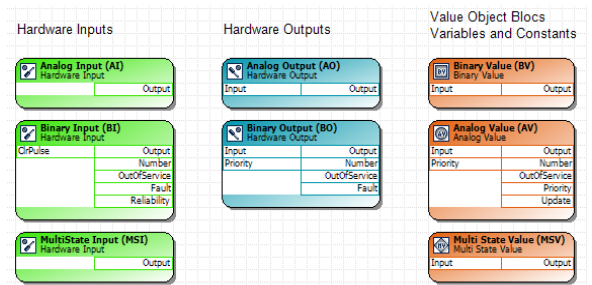 Hardware Inputs
Hardware Outputs
Value Object Blocs
Variables and Constants
Analog Input (AI)
Hardware Input
Output
Analog Output (AO)
Hardware Output
Input Output
BV
Binary Value (BV)
Binary Value
Input Output
Binary Input (BI)
Hardware Input
ClrPulse Output
Number
OutOfService
Fault
Reliability
Binary Output (BO)
Hardware Output
Input Output
Priority Number
OutOfService
Fault
AV
Analog Value (AV)
Analog Value
Input Output
Priority Number
OutOfService
Priority
Update
MultiState Input (MSI)
Hardware Input
Output
MV
Multi State Value (MSV)
Multi State Value
Input Output